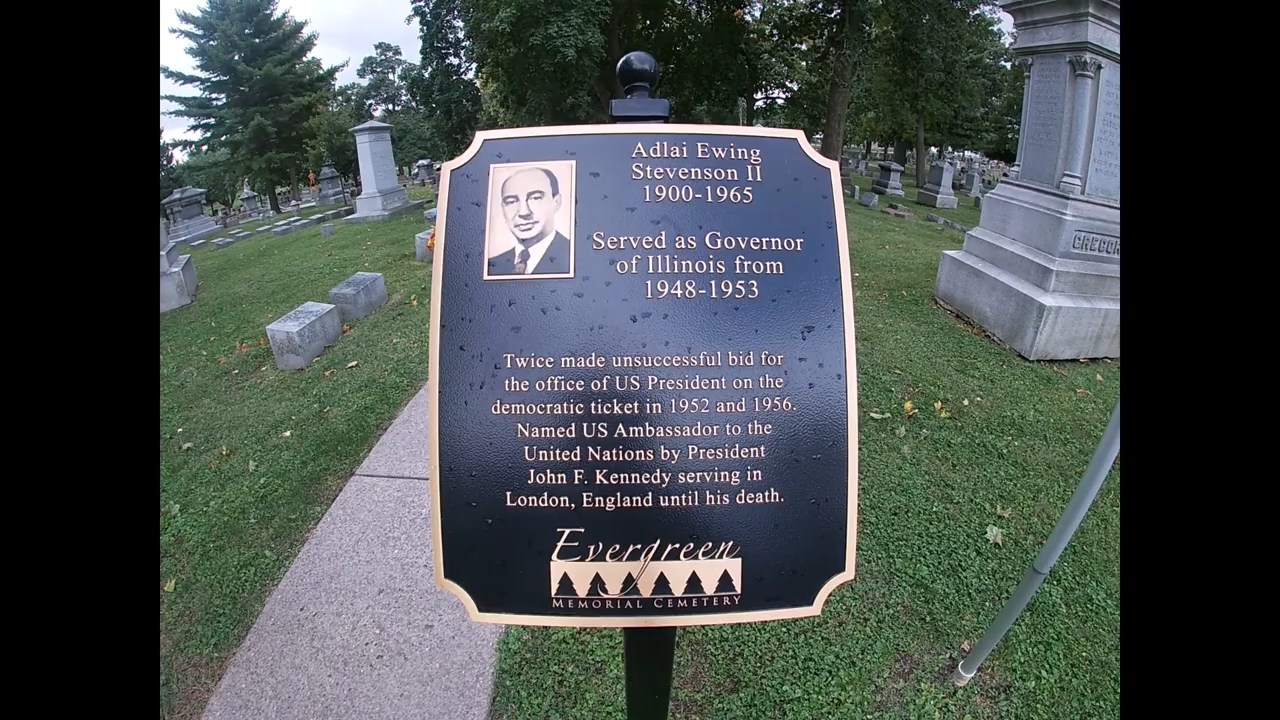 Adlai Ewing
Stevenson II
1900-1965
Served as Governor
of Illinois from
1948-1953
Twice made unsuccessful bid for
the office of US President on the
democratic ticket in 1952 and 1956.
Named US Ambassador to the
United Nations by President
John F. Kennedy serving in
London, England until his death.
Evergreen
MEMORIAL CEMETERY